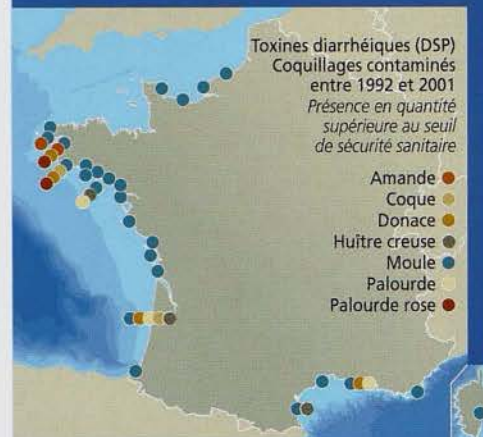 Toxines diarrhéiques (DSP)
Coquillages contaminés
entre 1992 et 2001
Présence en quantité
supérieure au seuil
de sécurité sanitaire
Amande
Coque
Donace
Huître creuse
Moule
Palourde
Palourde rose